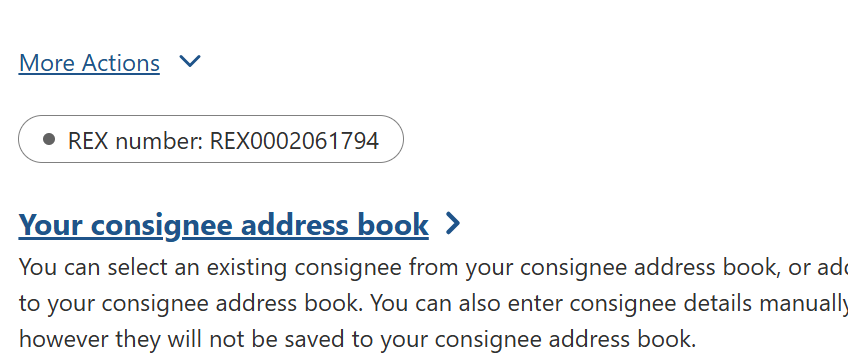 More Actions
REX number: REX0002061794
Your consignee address book
You can select an existing consignee from your consignee address book, or
to your consignee address book. You can also enter consignee details manually
however they will not be saved to your consignee address book.